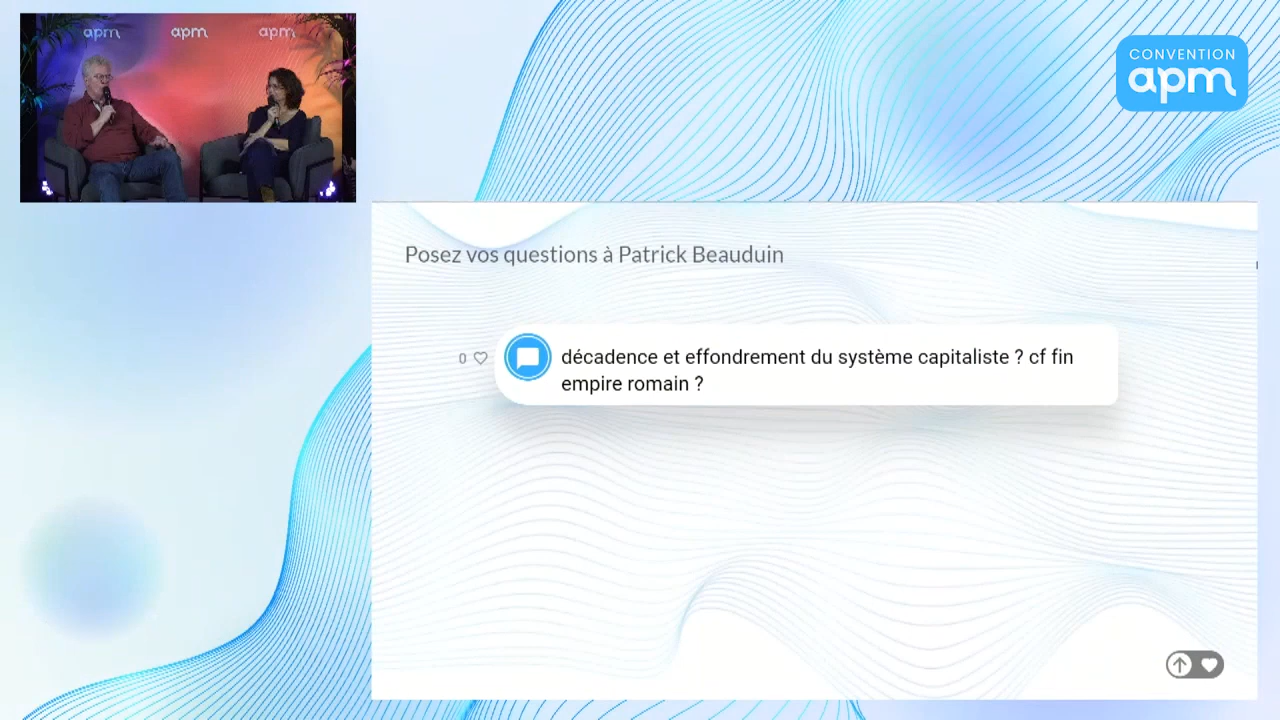 apm apm apm
CONVENTION
apm
Posez vos questions à Patrick Beauduin
0
décadence et effondrement du système capitaliste ? cf fin
empire romain ?